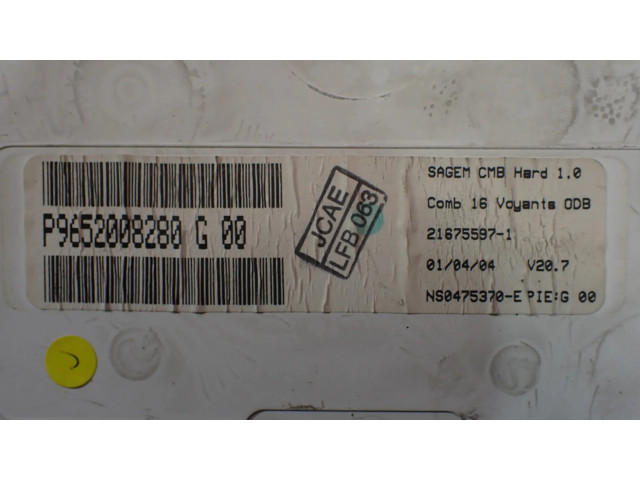 P9652008280 G 00
JCAE
LFB 063
SAGEM CMB Hard 1.0
Comb 16 Voyants ODB
21675597-1
01/04/04 V20.7
NS0475370-E PIE:G 00